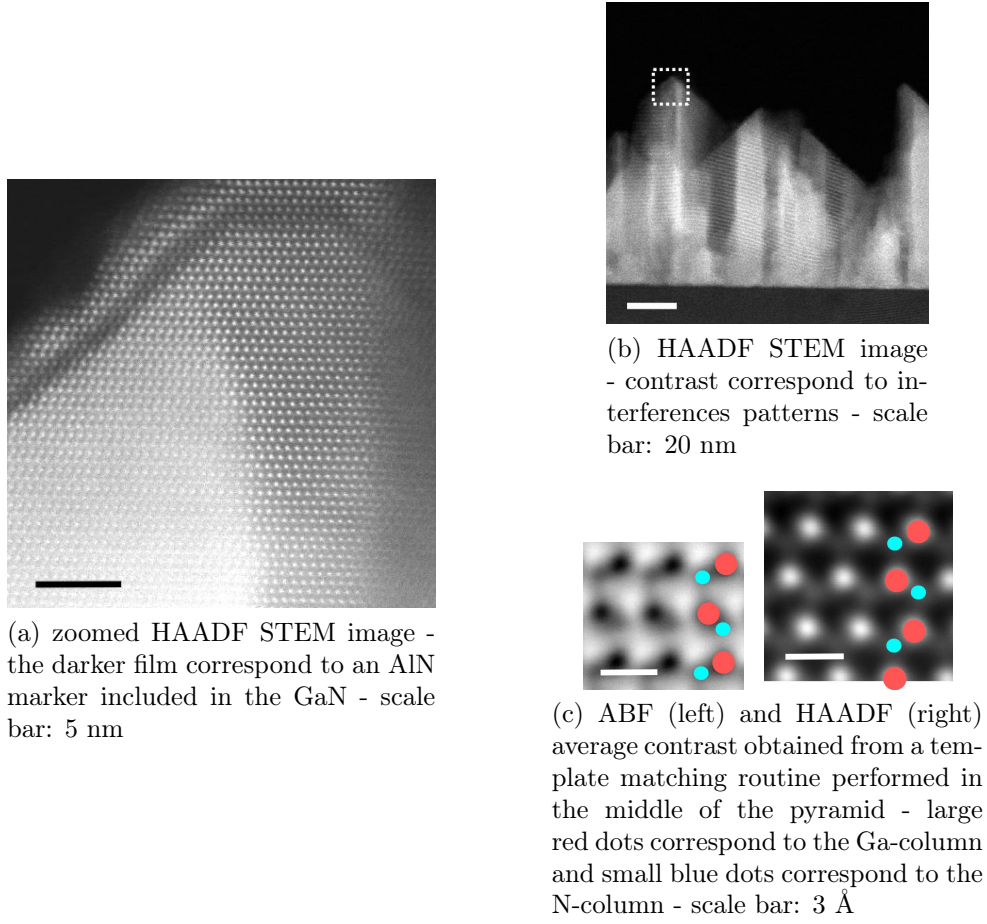 (a) zoomed HAADF STEM image -
the darker film correspond to an AlN
marker included in the GaN - scale
bar: 5 nm
(b) HAADF STEM image
- contrast correspond to in-
terferences patterns - scale
bar: 20 nm
(c) ABF (left) and HAADF (right)
average contrast obtained from a tem-
plate matching routine performed in
the middle of the pyramid - large
red dots correspond to the Ga-column
and small blue dots correspond to the
N-column - scale bar: 3 Å